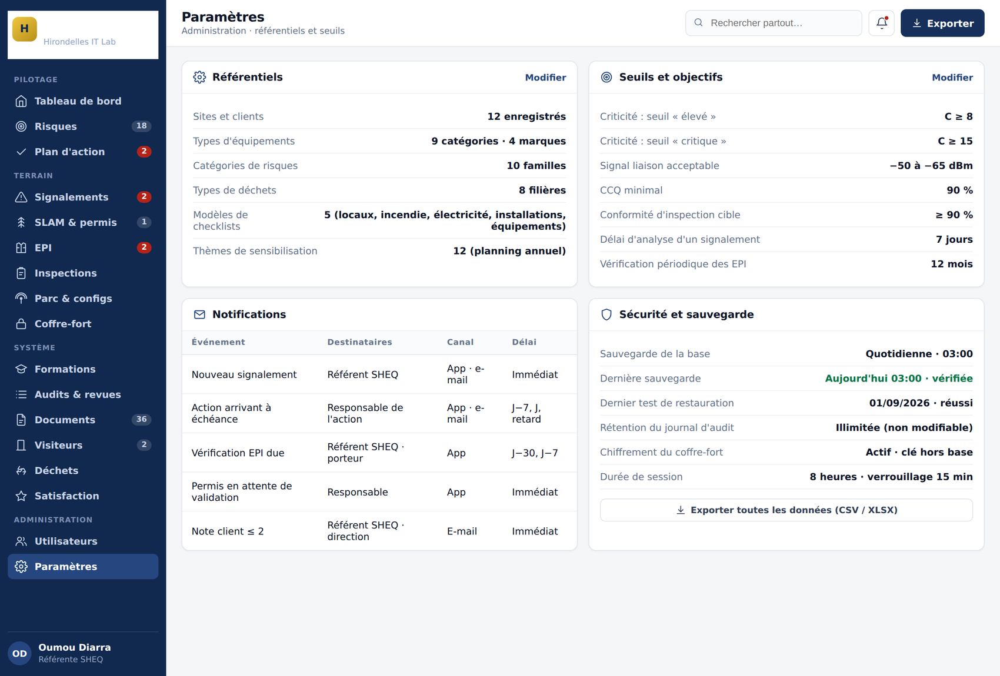 H
Hirondelles IT Lab
PILOTAGE
Tableau de bord
Risques 18
Plan d'action 2
TERRAIN
Signalements 2
SLAM & permis 1
EPI 2
Inspections
Parc & configs
Coffre-fort
SYSTÈME
Formations
Audits & revues
Documents 36
Visiteurs 2
Déchets
Satisfaction
ADMINISTRATION
Utilisateurs
Paramètres
OD
Oumou Diarra
Référente SHEQ
Paramètres
Administration · référentiels et seuils
Rechercher partout…
Exporter
Référentiels Modifier
Sites et clients 12 enregistrés
Types d'équipements 9 catégories · 4 marques
Catégories de risques 10 familles
Types de déchets 8 filières
Modèles de 5 (locaux, incendie, électricité, installations,
checklists équipements)
Thèmes de sensibilisation 12 (planning annuel)
Seuils et objectifs Modifier
Criticité : seuil « élevé » C ≥ 8
Criticité : seuil « critique » C ≥ 15
Signal liaison acceptable −50 à −65 dBm
CCQ minimal 90 %
Conformité d'inspection cible ≥ 90 %
Délai d'analyse d'un signalement 7 jours
Vérification périodique des EPI 12 mois
Notifications
Événement Destinataires Canal Délai
Nouveau signalement Référent SHEQ App · e-
mail Immédiat
Action arrivant à Responsable de App · e- J−7, J,
échéance l'action mail retard
Vérification EPI due Référent SHEQ ·
porteur App J−30, J−7
Permis en attente de
validation Responsable App Immédiat
Note client ≤ 2 Référent SHEQ ·
direction E-mail Immédiat
Sécurité et sauvegarde
Sauvegarde de la base Quotidienne · 03:00
Dernière sauvegarde Aujourd'hui 03:00 · vérifiée
Dernier test de restauration 01/09/2026 · réussi
Rétention du journal d'audit Illimitée (non modifiable)
Chiffrement du coffre-fort Actif · clé hors base
Durée de session 8 heures · verrouillage 15 min
Exporter toutes les données (CSV / XLSX)